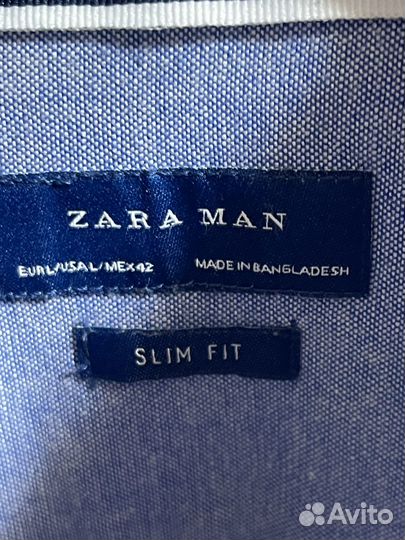 ZARA MAN
EUR L/USA L/MEX 42 MADE IN BANGLADESH
SLIM FIT
Avito